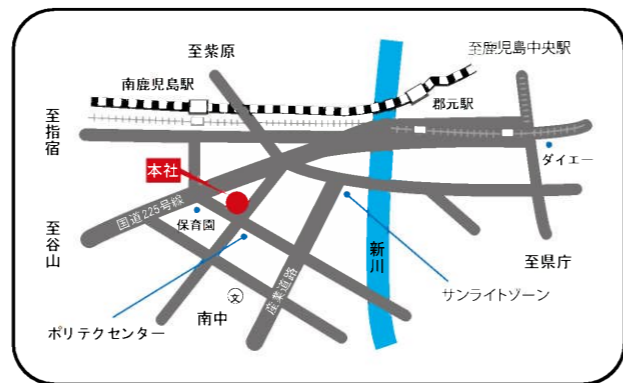 至紫原
至鹿児島中央駅
南鹿児島駅
郡元駅
至指宿
ダイエー
本社
国道225号線
保育園
至谷山
新川
至県庁
サンライトゾーン
産業道路
文
南中
ポリテクセンター